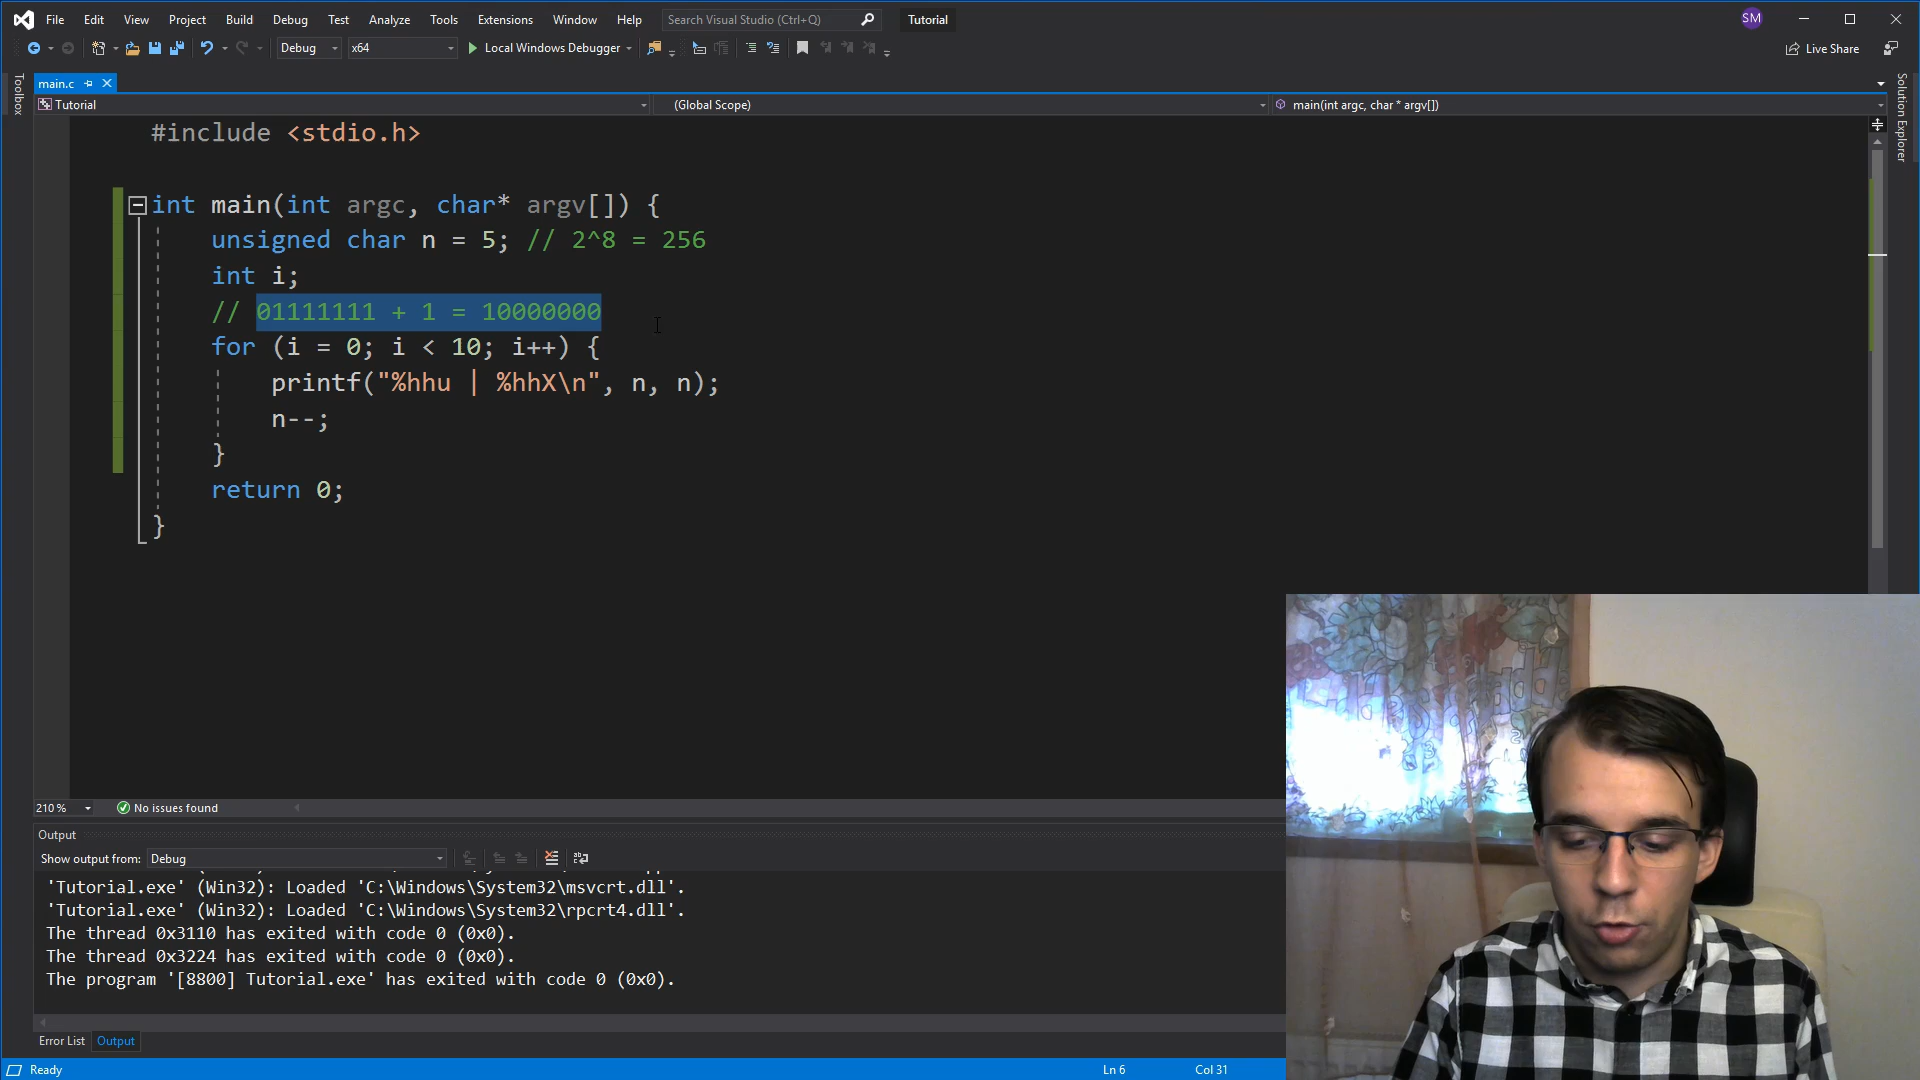 File Edit View Project Build Debug Test Analyze Tools Extensions Window Help Search Visual Studio (Ctrl+Q) Tutorial SM
Debug x64 Local Windows Debugger Live Share
Toolbox
main.c
Solution Explorer
Tutorial (Global Scope) main(int argc, char * argv[])
#include <stdio.h>
int main(int argc, char* argv[]) {
unsigned char n = 5; // 2^8 = 256
int i;
// 01111111 + 1 = 10000000
for (i = 0; i < 10; i++) {
printf("%hhu | %hhX\n", n, n);
n--;
}
return 0;
}
210 % No issues found
Output
Show output from: Debug
'Tutorial.exe' (Win32): Loaded 'C:\Windows\System32\msvcrt.dll'.
'Tutorial.exe' (Win32): Loaded 'C:\Windows\System32\rpcrt4.dll'.
The thread 0x3110 has exited with code 0 (0x0).
The thread 0x3224 has exited with code 0 (0x0).
The program '[8800] Tutorial.exe' has exited with code 0 (0x0).
Error List Output
Ready Ln 6 Col 31